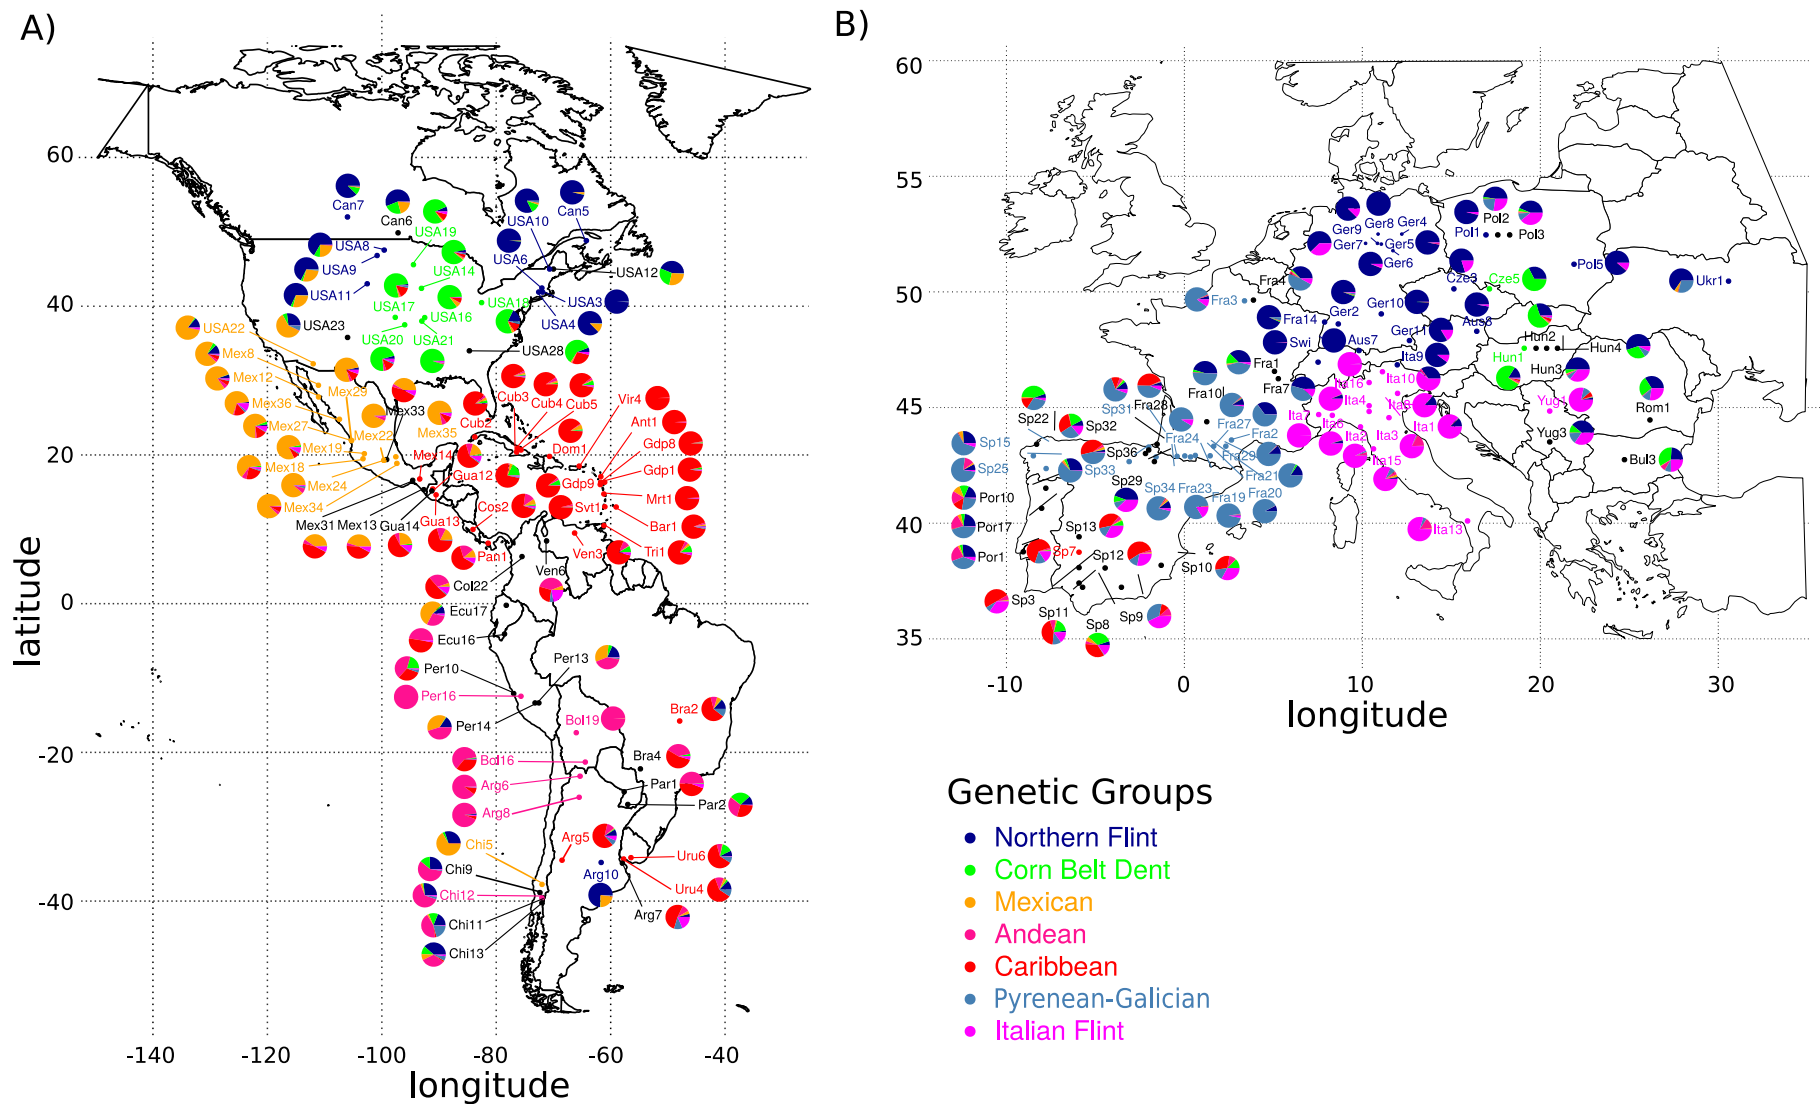 A)
B)
latitude
60
40
20
0
-20
-40
-140
-120
-100
-80
-60
-40
longitude
Can7
Can6
USA19
USA10
Can5
USA8
USA14
USA6
USA12
USA9
USA11
USA17
USA18
USA3
USA22
USA23
USA16
USA4
USA20
USA21
USA28
Mex8
Mex12
Mex29
Mex36
Mex33
Cub3
Cub4
Cub5
Vir4
Mex27
Mex22
Mex35
Cub2
Ant1
Mex19
Mex14
Dom1
Gdp8
Mex18
Gua12
Gdp1
Mex24
Gdp9
Mrt1
Mex34
Cos2
Svt1
Mex31
Mex13
Gua14
Gua13
Bar1
Pan1
Ven3
Tri1
Col22
Ven6
Ecu17
Ecu16
Per10
Per13
Per16
Per14
Bol19
Bra2
Bol16
Bra4
Arg6
Par1
Arg8
Par2
Chi5
Arg5
Uru6
Chi9
Arg10
Uru4
Chi12
Arg7
Chi11
Chi13
60
55
50
45
40
35
-10
0
10
20
30
longitude
Ger9
Ger8
Ger4
Pol1
Pol2
Pol3
Ger7
Ger5
Ger6
Pol5
Fra4
Cze3
Cze5
Ukr1
Fra3
Ger10
Fra14
Ger2
Ger11
Aus8
Swi
Aus7
Hun2
Ita9
Hun1
Hun4
Fra1
Hun3
Fra10
Fra7
Ita16
Ita10
Sp31
Fra28
Ita4
Ita8
Yug1
Rom1
Sp22
Sp32
Fra27
Ita7
Ita6
Ita1
Sp15
Fra24
Fra2
Ita2
Ita3
Yug3
Sp25
Sp33
Sp36
Fra29
Ita15
Bul3
Por10
Sp29
Sp34
Fra23
Fra21
Por17
Sp13
Fra19
Fra20
Ita13
Por1
Sp7
Sp12
Sp10
Sp3
Sp11
Sp8
Sp9
Genetic Groups
Northern Flint
Corn Belt Dent
Mexican
Andean
Caribbean
Pyrenean-Galician
Italian Flint